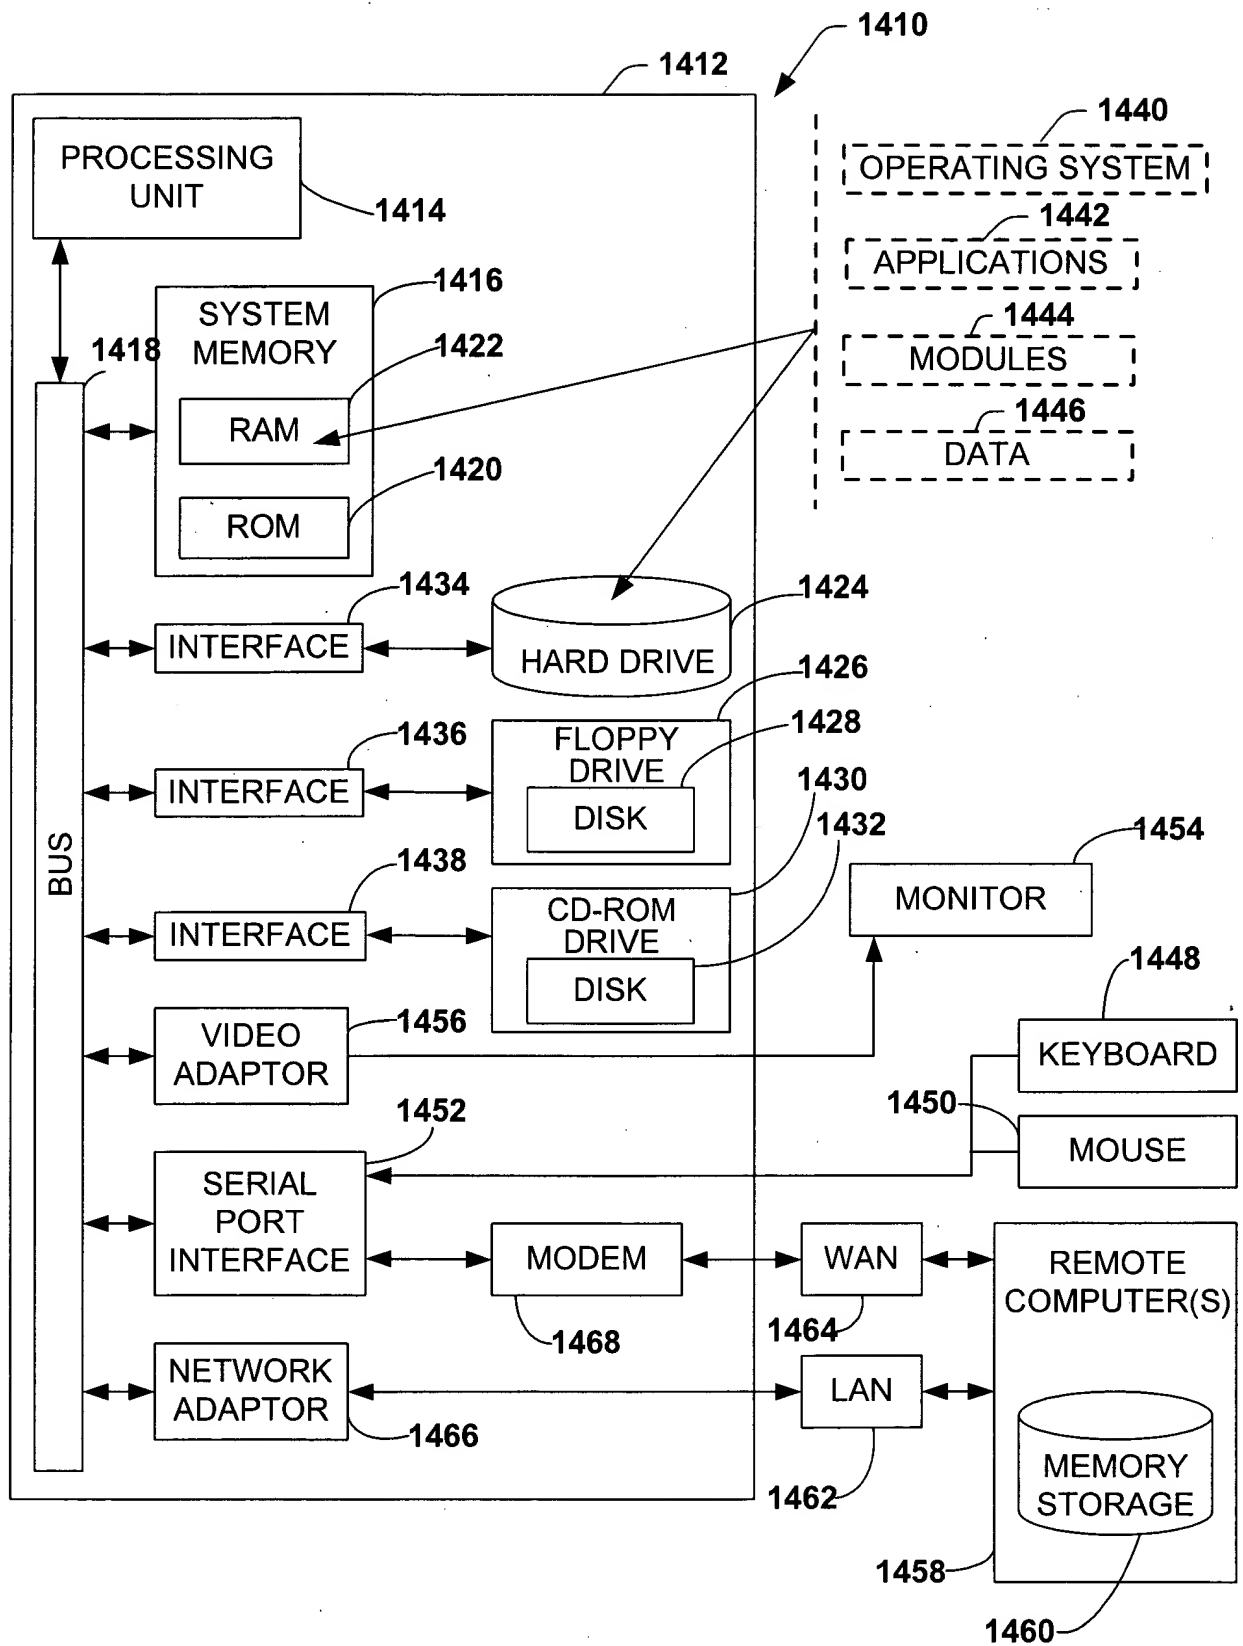 1410
1412
PROCESSING
UNIT
1414
1440
OPERATING SYSTEM
1442
APPLICATIONS
1444
MODULES
1446
DATA
1416
SYSTEM
MEMORY
1418
1422
RAM
1420
ROM
1434
INTERFACE
1424
HARD DRIVE
1426
1436
INTERFACE
FLOPPY
DRIVE
1428
DISK
1430
1432
1438
INTERFACE
CD-ROM
DRIVE
DISK
BUS
1454
MONITOR
1456
VIDEO
ADAPTOR
1448
KEYBOARD
1450
MOUSE
1452
SERIAL
PORT
INTERFACE
MODEM
1468
WAN
1464
REMOTE
COMPUTER(S)
NETWORK
ADAPTOR
1466
LAN
1462
MEMORY
STORAGE
1458
1460